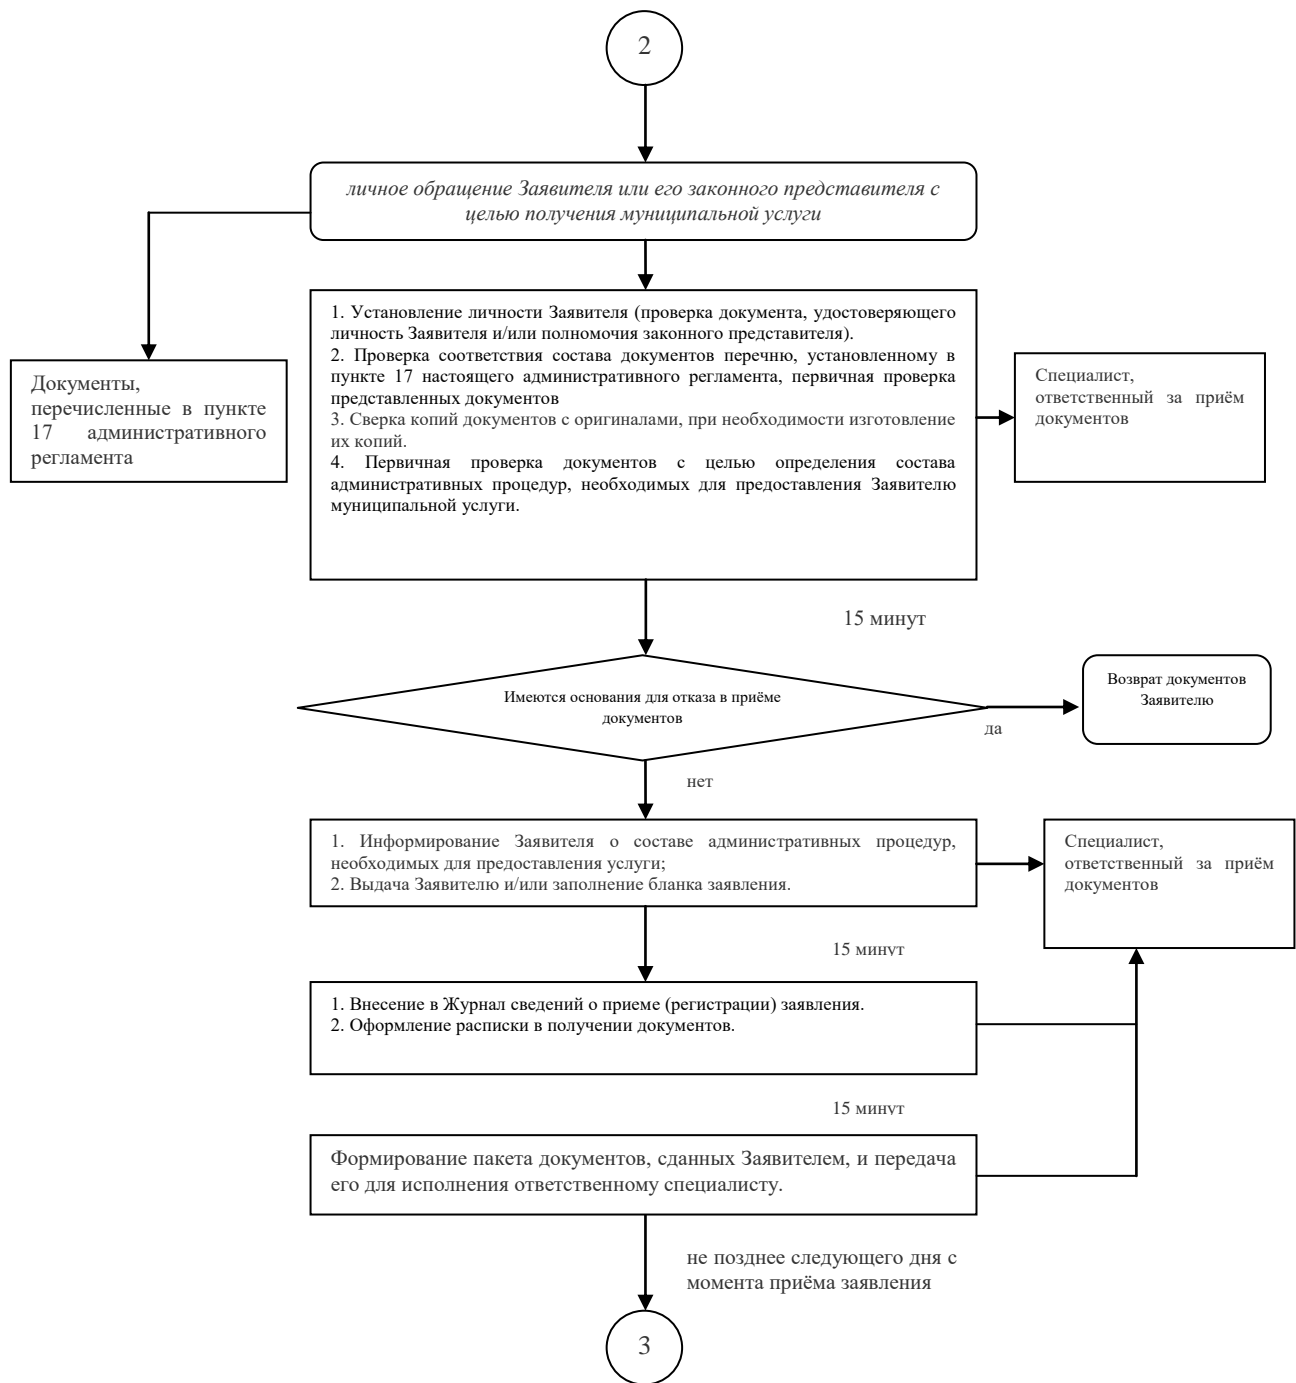 2
личное обращение Заявителя или его законного представителя с
целью получения муниципальной услуги
1. Установление личности Заявителя (проверка документа, удостоверяющего
личность Заявителя и/или полномочия законного представителя).
2. Проверка соответствия состава документов перечню, установленному в
пункте 17 настоящего административного регламента, первичная проверка
представленных документов
3. Сверка копий документов с оригиналами, при необходимости изготовление
их копий.
4. Первичная проверка документов с целью определения состава
административных процедур, необходимых для предоставления Заявителю
муниципальной услуги.
Документы,
перечисленные в пункте
17 административного
регламента
Специалист,
ответственный за приём
документов
15 минут
Имеются основания для отказа в приёме
документов
да
Возврат документов
Заявителю
нет
1. Информирование Заявителя о составе административных процедур,
необходимых для предоставления услуги;
2. Выдача Заявителю и/или заполнение бланка заявления.
Специалист,
ответственный за приём
документов
15 минут
1. Внесение в Журнал сведений о приеме (регистрации) заявления.
2. Оформление расписки в получении документов.
15 минут
Формирование пакета документов, сданных Заявителем, и передача
его для исполнения ответственному специалисту.
не позднее следующего дня с
момента приёма заявления
3